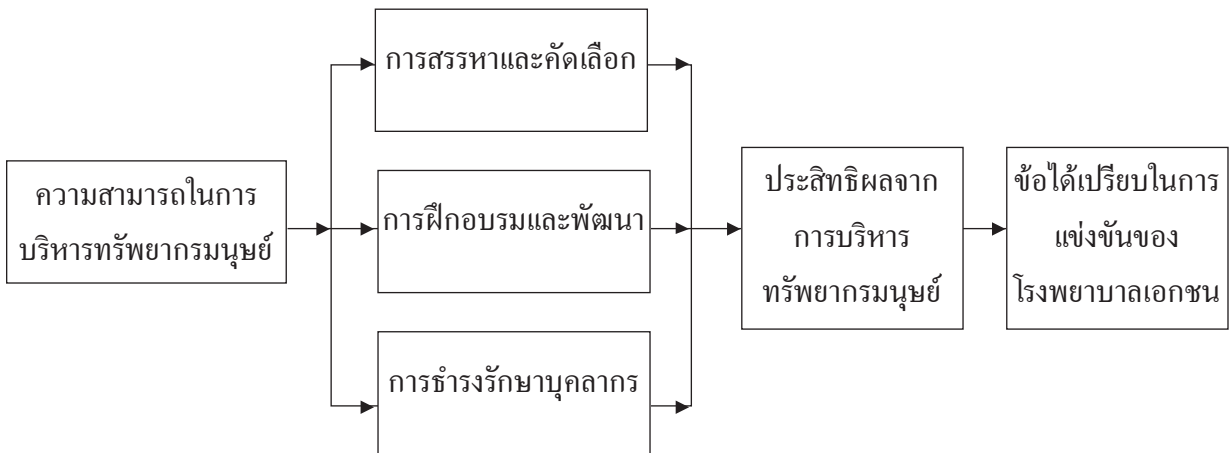 การสรรหาและคัดเลือก
ความสามารถในการ
บริหารทรัพยากรมนุษย์
การฝึกอบรมและพัฒนา
การธำรงรักษาบุคลากร
ประสิทธิผลจาก
การบริหาร
ทรัพยากรมนุษย์
ข้อได้เปรียบในการ
แข่งขันของ
โรงพยาบาลเอกชน